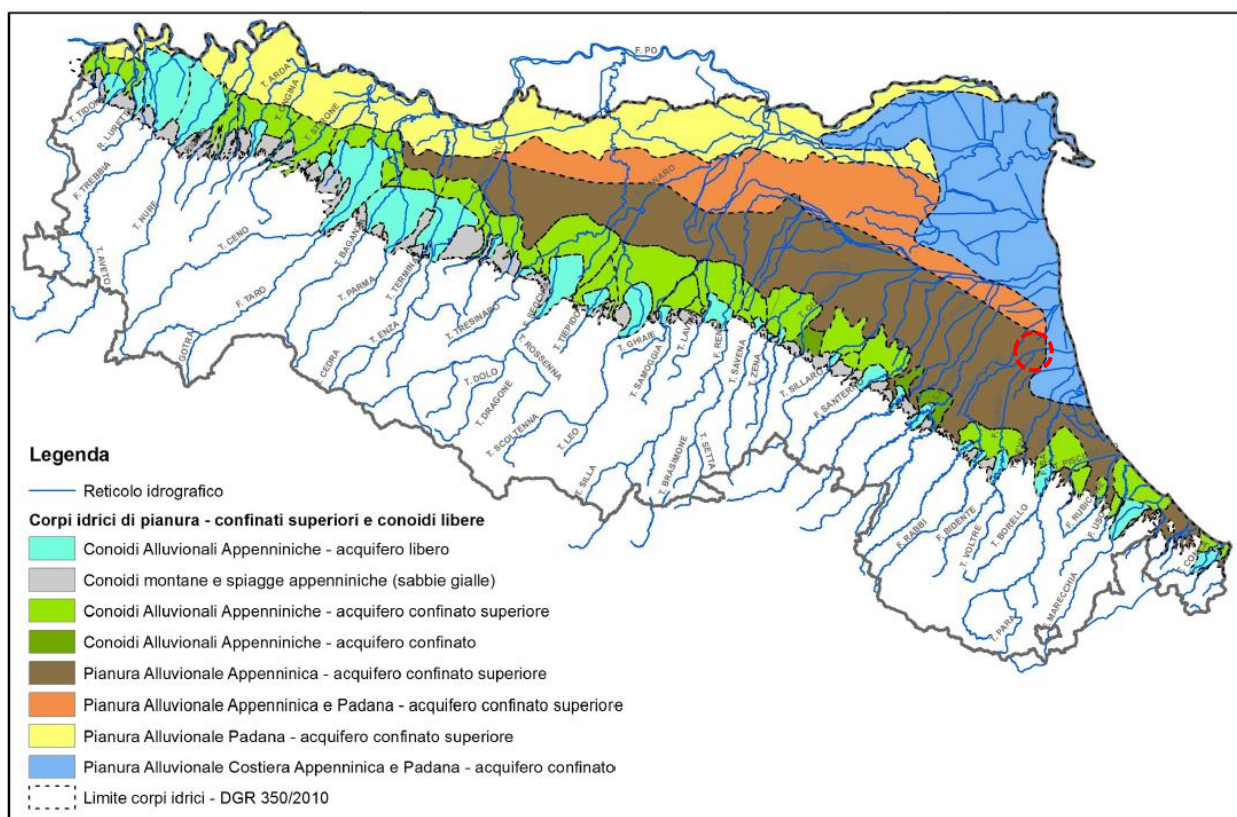 F. PO
T. ARDA
T. ONGINA
T. STIRONE
T. TIDONE
R. LURETTA
F. TREBBIA
T. NURE
T. AVETO
T. CENO
F. TARO
T. BAGANZA
T. PARMA
T. TERMINA
T. ENZA
T. TRESINARO
T. ROSSENNA
T. TIEPIDO
T. GHIAIE
T. SAMOGGIA
T. SAVENA
T. ZENA
T. SILLARO
F. SANTERNO
GOTRA
CEDRA
T. DOLO
T. DRAGONE
T. SCOLTENNA
T. LEO
T. SILLA
T. BRASIMONE
T. SETTA
F. RABBI
F. BIDENTE
T. VOLTRE
T. BORELLO
F. RUBICONE
F. USO
T. MARECCHIA
T. PARA
Legenda
Reticolo idrografico
Corpi idrici di pianura - confinati superiori e conoidi libere
Conoidi Alluvionali Appenniniche - acquifero libero
Conoidi montane e spiagge appenniniche (sabbie gialle)
Conoidi Alluvionali Appenniniche - acquifero confinato superiore
Conoidi Alluvionali Appenniniche - acquifero confinato
Pianura Alluvionale Appenninica - acquifero confinato superiore
Pianura Alluvionale Appenninica e Padana - acquifero confinato superiore
Pianura Alluvionale Padana - acquifero confinato superiore
Pianura Alluvionale Costiera Appenninica e Padana - acquifero confinato
Limite corpi idrici - DGR 350/2010